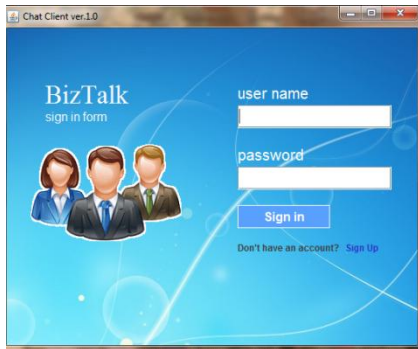 Chat Client ver.1.0
BizTalk
sign in form
user name
password
Sign in
Don't have an account? Sign Up